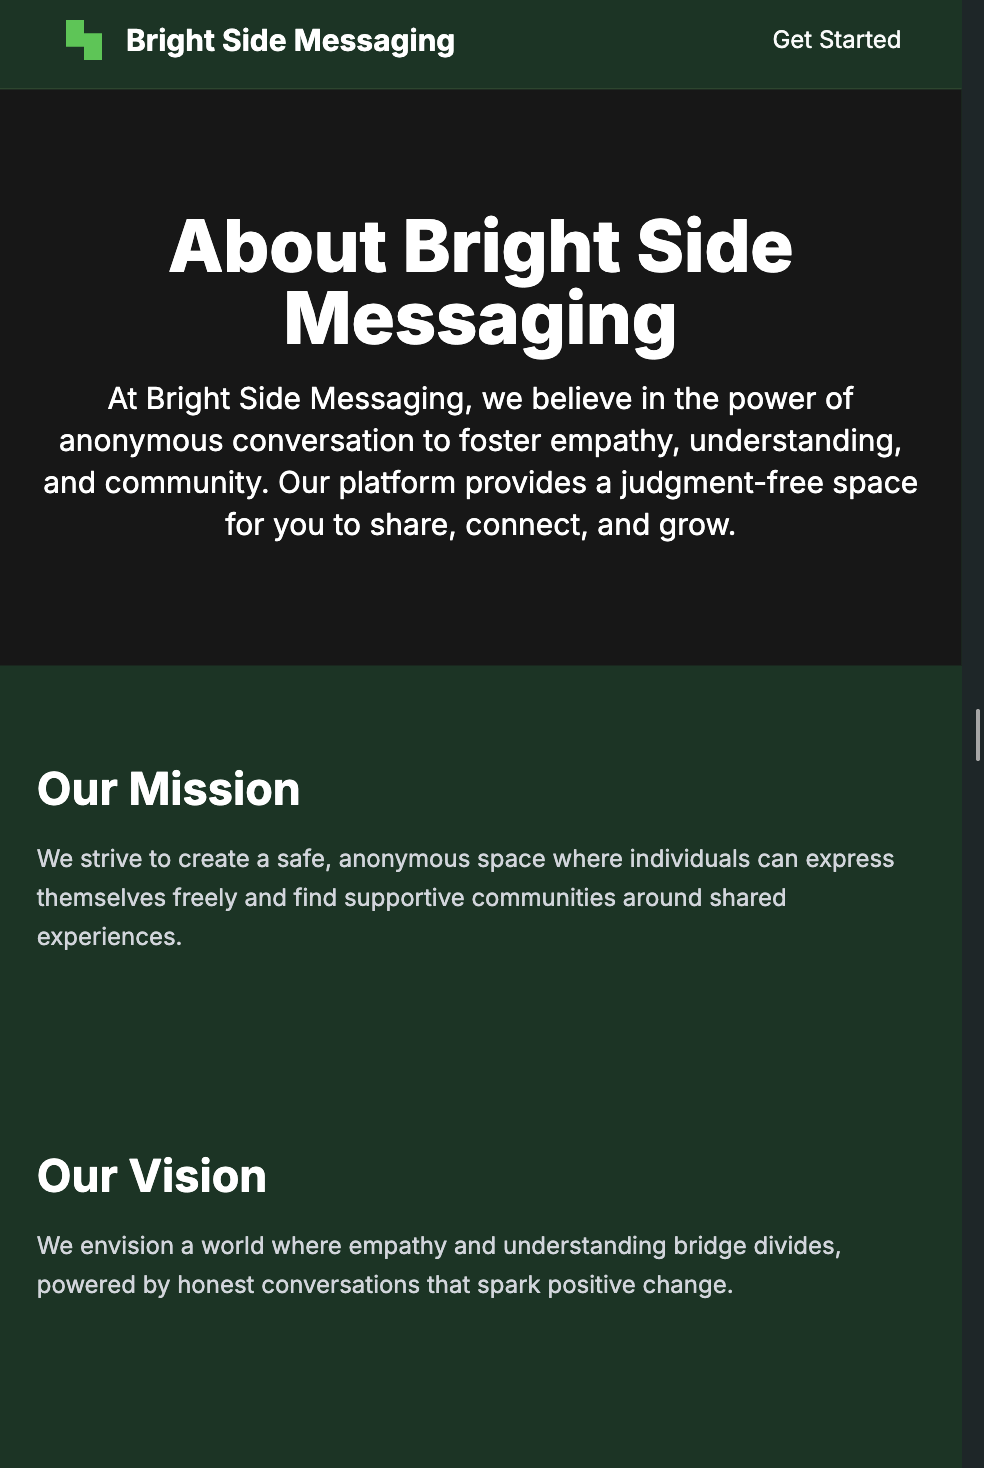 Bright Side Messaging
Get Started
About Bright Side
Messaging
At Bright Side Messaging, we believe in the power of
anonymous conversation to foster empathy, understanding,
and community. Our platform provides a judgment-free space
for you to share, connect, and grow.
Our Mission
We strive to create a safe, anonymous space where individuals can express
themselves freely and find supportive communities around shared
experiences.
Our Vision
We envision a world where empathy and understanding bridge divides,
powered by honest conversations that spark positive change.